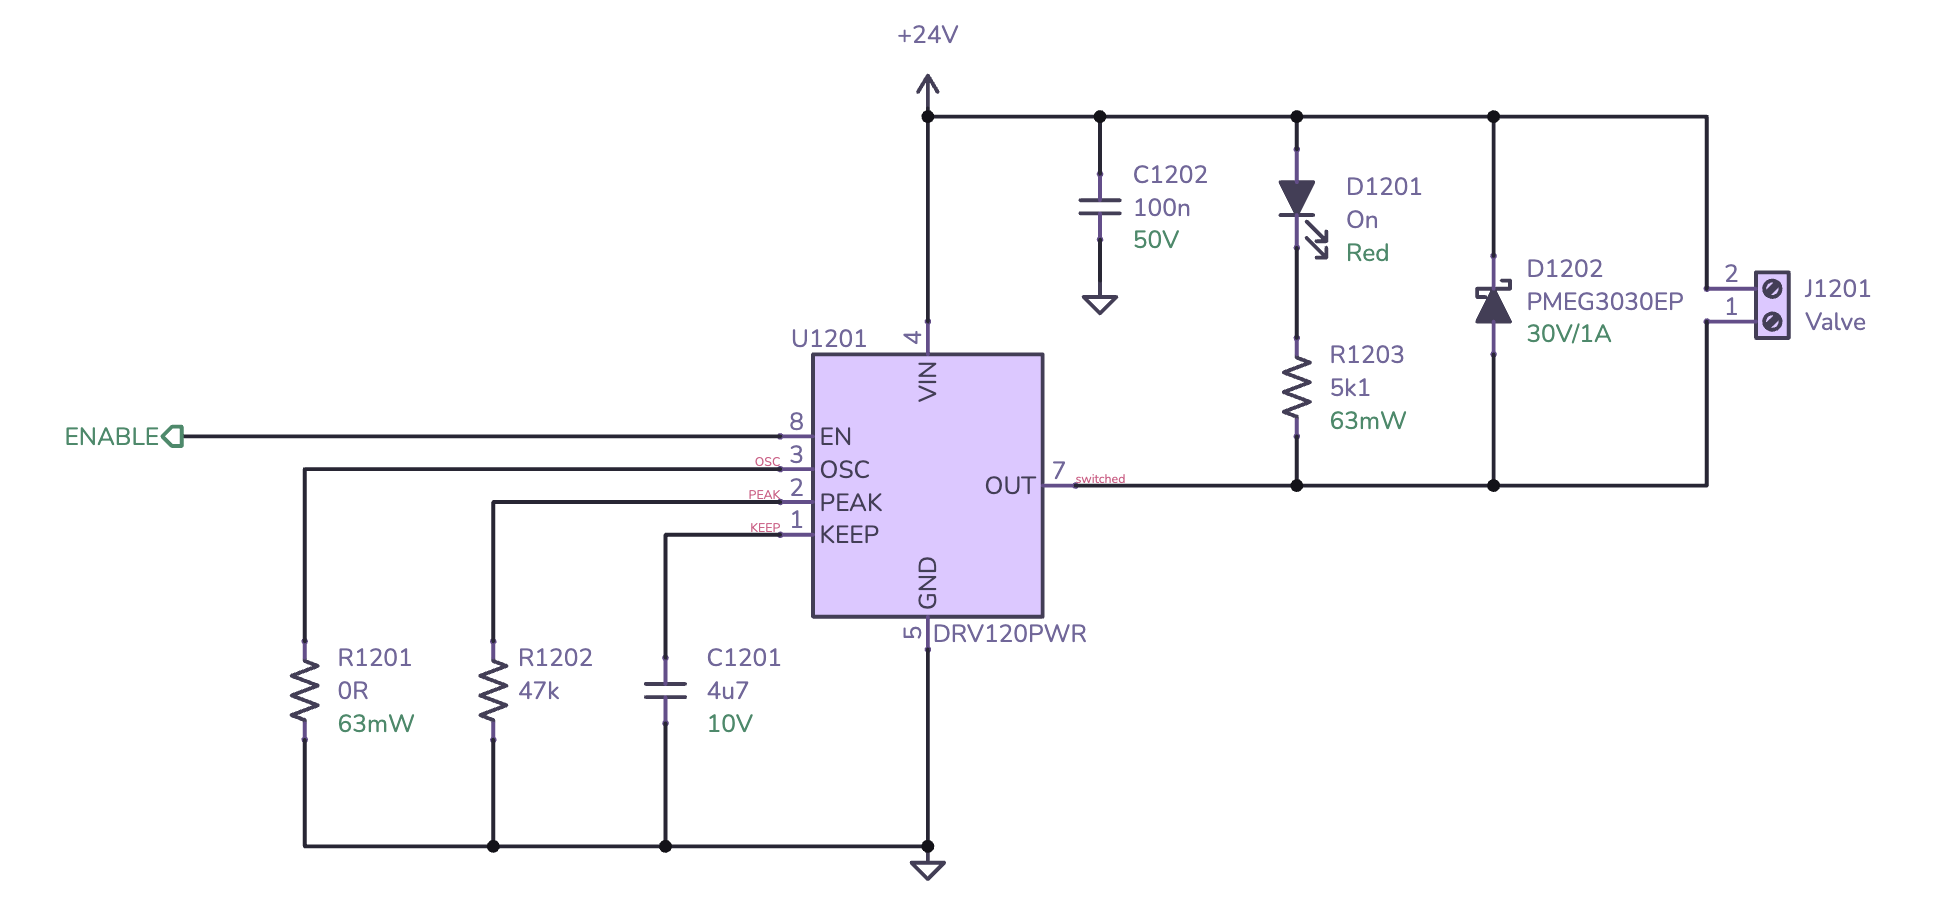 +24V
C1202
100n
50V
D1201
On
Red
D1202
PMEG3030EP
30V/1A
2
1
J1201
Valve
U1201
4
VIN
R1203
5k1
63mW
ENABLE
8
EN
OSC
3
OSC
PEAK
2
PEAK
KEEP
1
KEEP
OUT
7
switched
GND
5
DRV120PWR
R1201
0R
63mW
R1202
47k
C1201
4u7
10V